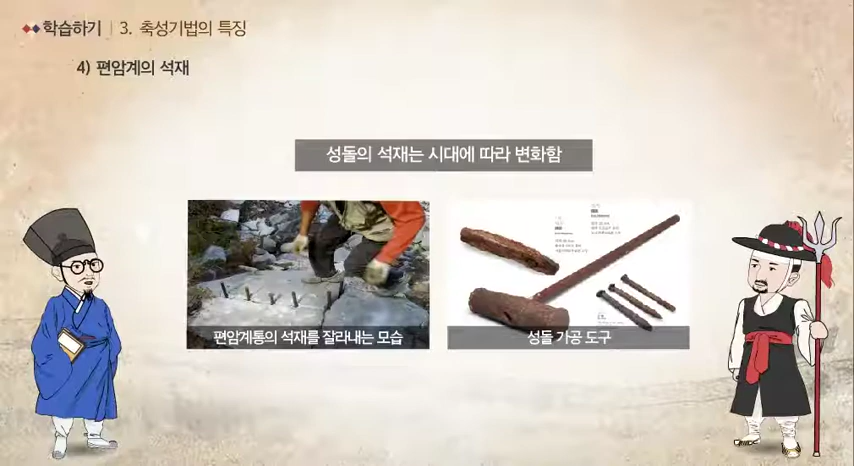 학습하기 | 3. 축성기법의 특징
4) 편암계의 석재
성돌의 석재는 시대에 따라 변화함
편암계통의 석재를 잘라내는 모습
성돌 가공 도구